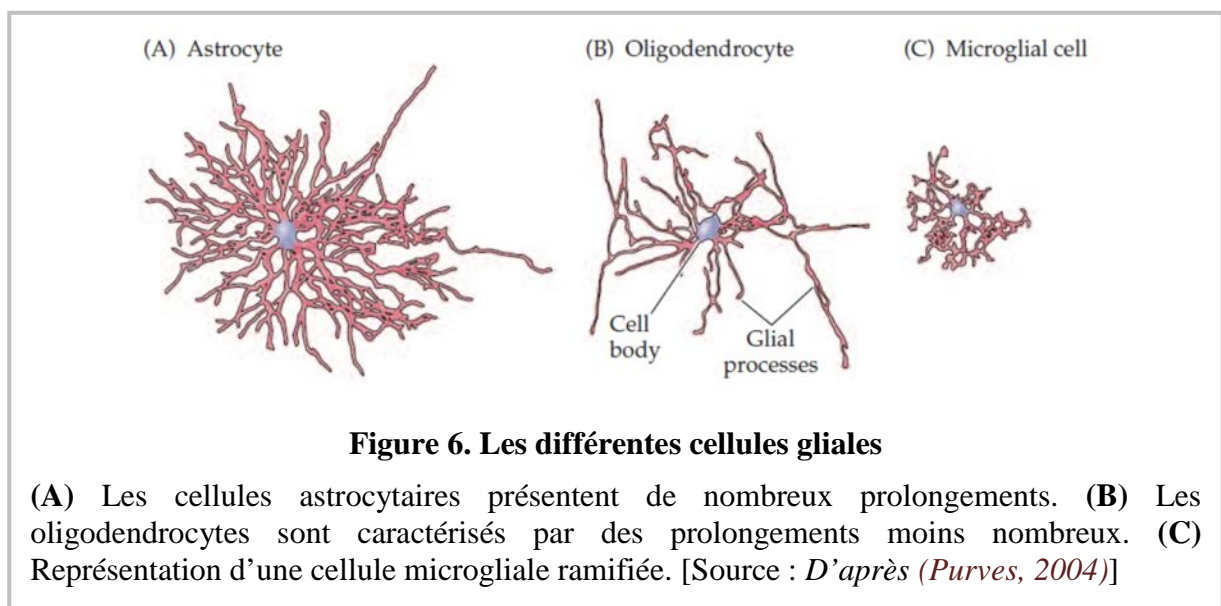 (A) Astrocyte
(B) Oligodendrocyte
(C) Microglial cell
Cell
body
Glial
processes
Figure 6. Les différentes cellules gliales
(A) Les cellules astrocytaires présentent de nombreux prolongements. (B) Les
oligodendrocytes sont caractérisés par des prolongements moins nombreux. (C)
Représentation d’une cellule microgliale ramifiée. [Source : D’après (Purves, 2004)]